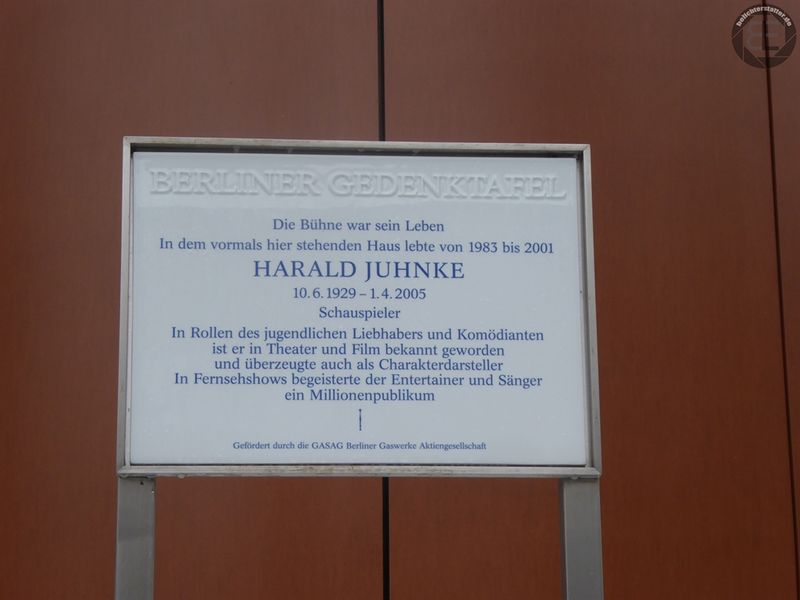 belichterstatter.de
BERLINER GEDENKTAFEL
Die Bühne war sein Leben
In dem vormals hier stehenden Haus lebte von 1983 bis 2001
HARALD JUHNKE
10.6.1929 – 1.4.2005
Schauspieler
In Rollen des jugendlichen Liebhabers und Komödianten
ist er in Theater und Film bekannt geworden
und überzeugte auch als Charakterdarsteller
In Fernsehshows begeisterte der Entertainer und Sänger
ein Millionenpublikum
Gefördert durch die GASAG Berliner Gaswerke Aktiengesellschaft